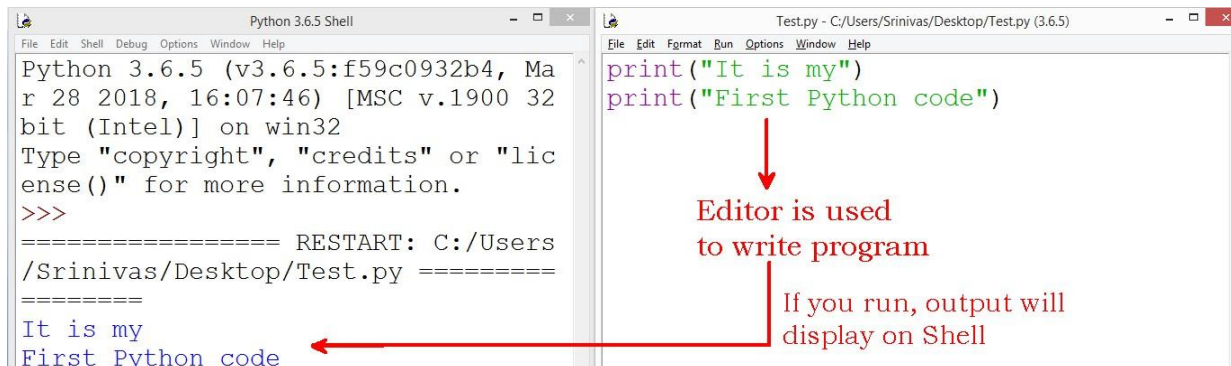 Python 3.6.5 Shell
File Edit Shell Debug Options Window Help
Python 3.6.5 (v3.6.5:f59c0932b4, Ma
r 28 2018, 16:07:46) [MSC v.1900 32
bit (Intel)] on win32
Type "copyright", "credits" or "lic
ense()" for more information.
>>>
================= RESTART: C:/Users
/Srinivas/Desktop/Test.py =========
========
It is my
First Python code
Test.py - C:/Users/Srinivas/Desktop/Test.py (3.6.5)
File Edit Format Run Options Window Help
print("It is my")
print("First Python code")
Editor is used
to write program
If you run, output will
display on Shell